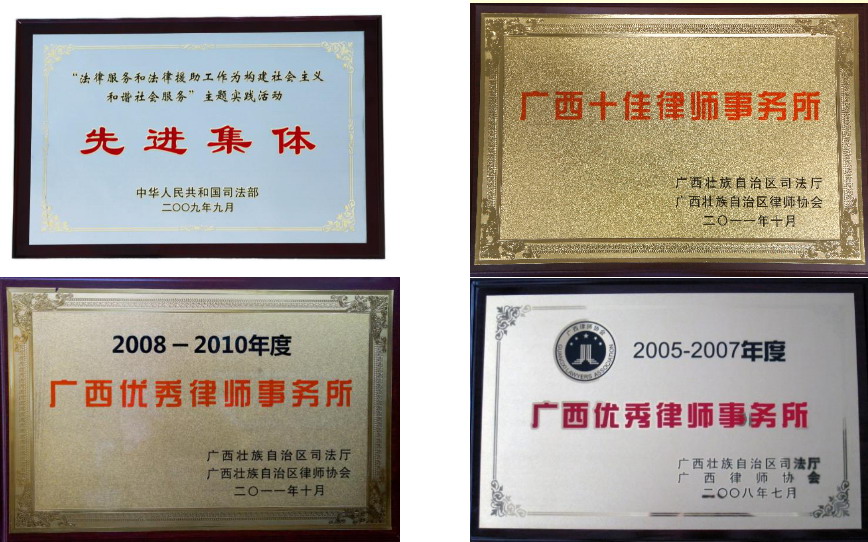 “法律服务和法律援助工作为构建社会主义
和谐社会服务”主题实践活动
先进集体
中华人民共和国司法部
二〇〇九年九月
广西十佳律师事务所
广西壮族自治区司法厅
广西壮族自治区律师协会
二〇一一年十月
2008－2010年度
广西优秀律师事务所
广西壮族自治区司法厅
广西壮族自治区律师协会
二〇一一年十月
广西律师协会
GUANGXI LAWYERS ASSOCIATION
2005-2007年度
广西优秀律师事务所
广西壮族自治区司法厅
广西律师协会
二〇〇八年七月